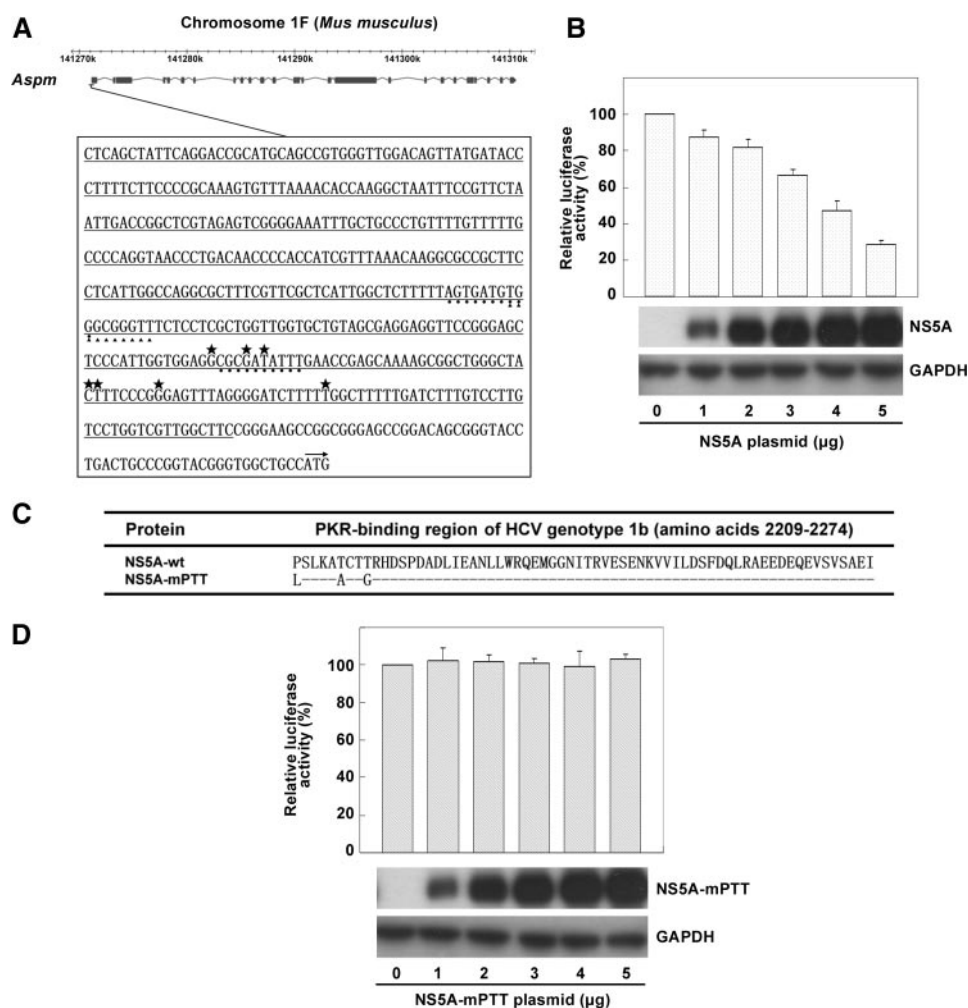 A
Chromosome 1F (Mus musculus)
141270k 141280k 141290k 141300k 141310k
Aspm
CTCAGCTATTCAGGACCGCATGCAGCCGTGGGTTGGACAGTTATGATACC
CTTTTCTTCCCCGCAAAGTGTTTAAAACACCAAGGCTAATTTCCGTTCTA
ATTGACCGGCTCGTAGAGTCGGGGAAATTTGCTGCCCTGTTTTGTTTTTG
CCCCAGGTAACCCTGACAACCCCACCATCGTTTAAACAAGGCGCCGCTTC
CTCATTGGCCAGGCGCTTTCGTTCGCTCATTGGCTCTTTTTAGTGATGTG
GGCGGGTTTCTCCTCGCTGGTTGGTGCTGTAGCGAGGAGGTTCCGGGAGC
TCCCATTGGTGGAGGCGCGATATTTGAACCGAGCAAAAGCGGCTGGGCTA
CTTTCCCGGGAGTTTAGGGGATCTTTTTGGCTTTTTGATCTTTGTCCTTG
TCCTGGTCGTTGGCTTCCGGGAAGCCGGCGGGAGCCGGACAGCGGGTACC
TGACTGCCCGGTACGGGTGGCTGCCATG
B
Relative luciferase
activity (%)
100
80
60
40
20
0
NS5A
GAPDH
0 1 2 3 4 5
NS5A plasmid (µg)
C
Protein PKR-binding region of HCV genotype 1b (amino acids 2209-2274)
NS5A-wt PSLKATCTTRHDSPDADLIEANLLWRQEMGGNITRVESENKVVILDSFDQLRAEEDEQEVSVSAEI
NS5A-mPTT L----A--G---------------------------------------------------------
D
Relative luciferase
activity (%)
100
80
60
40
20
0
NS5A-mPTT
GAPDH
0 1 2 3 4 5
NS5A-mPTT plasmid (µg)